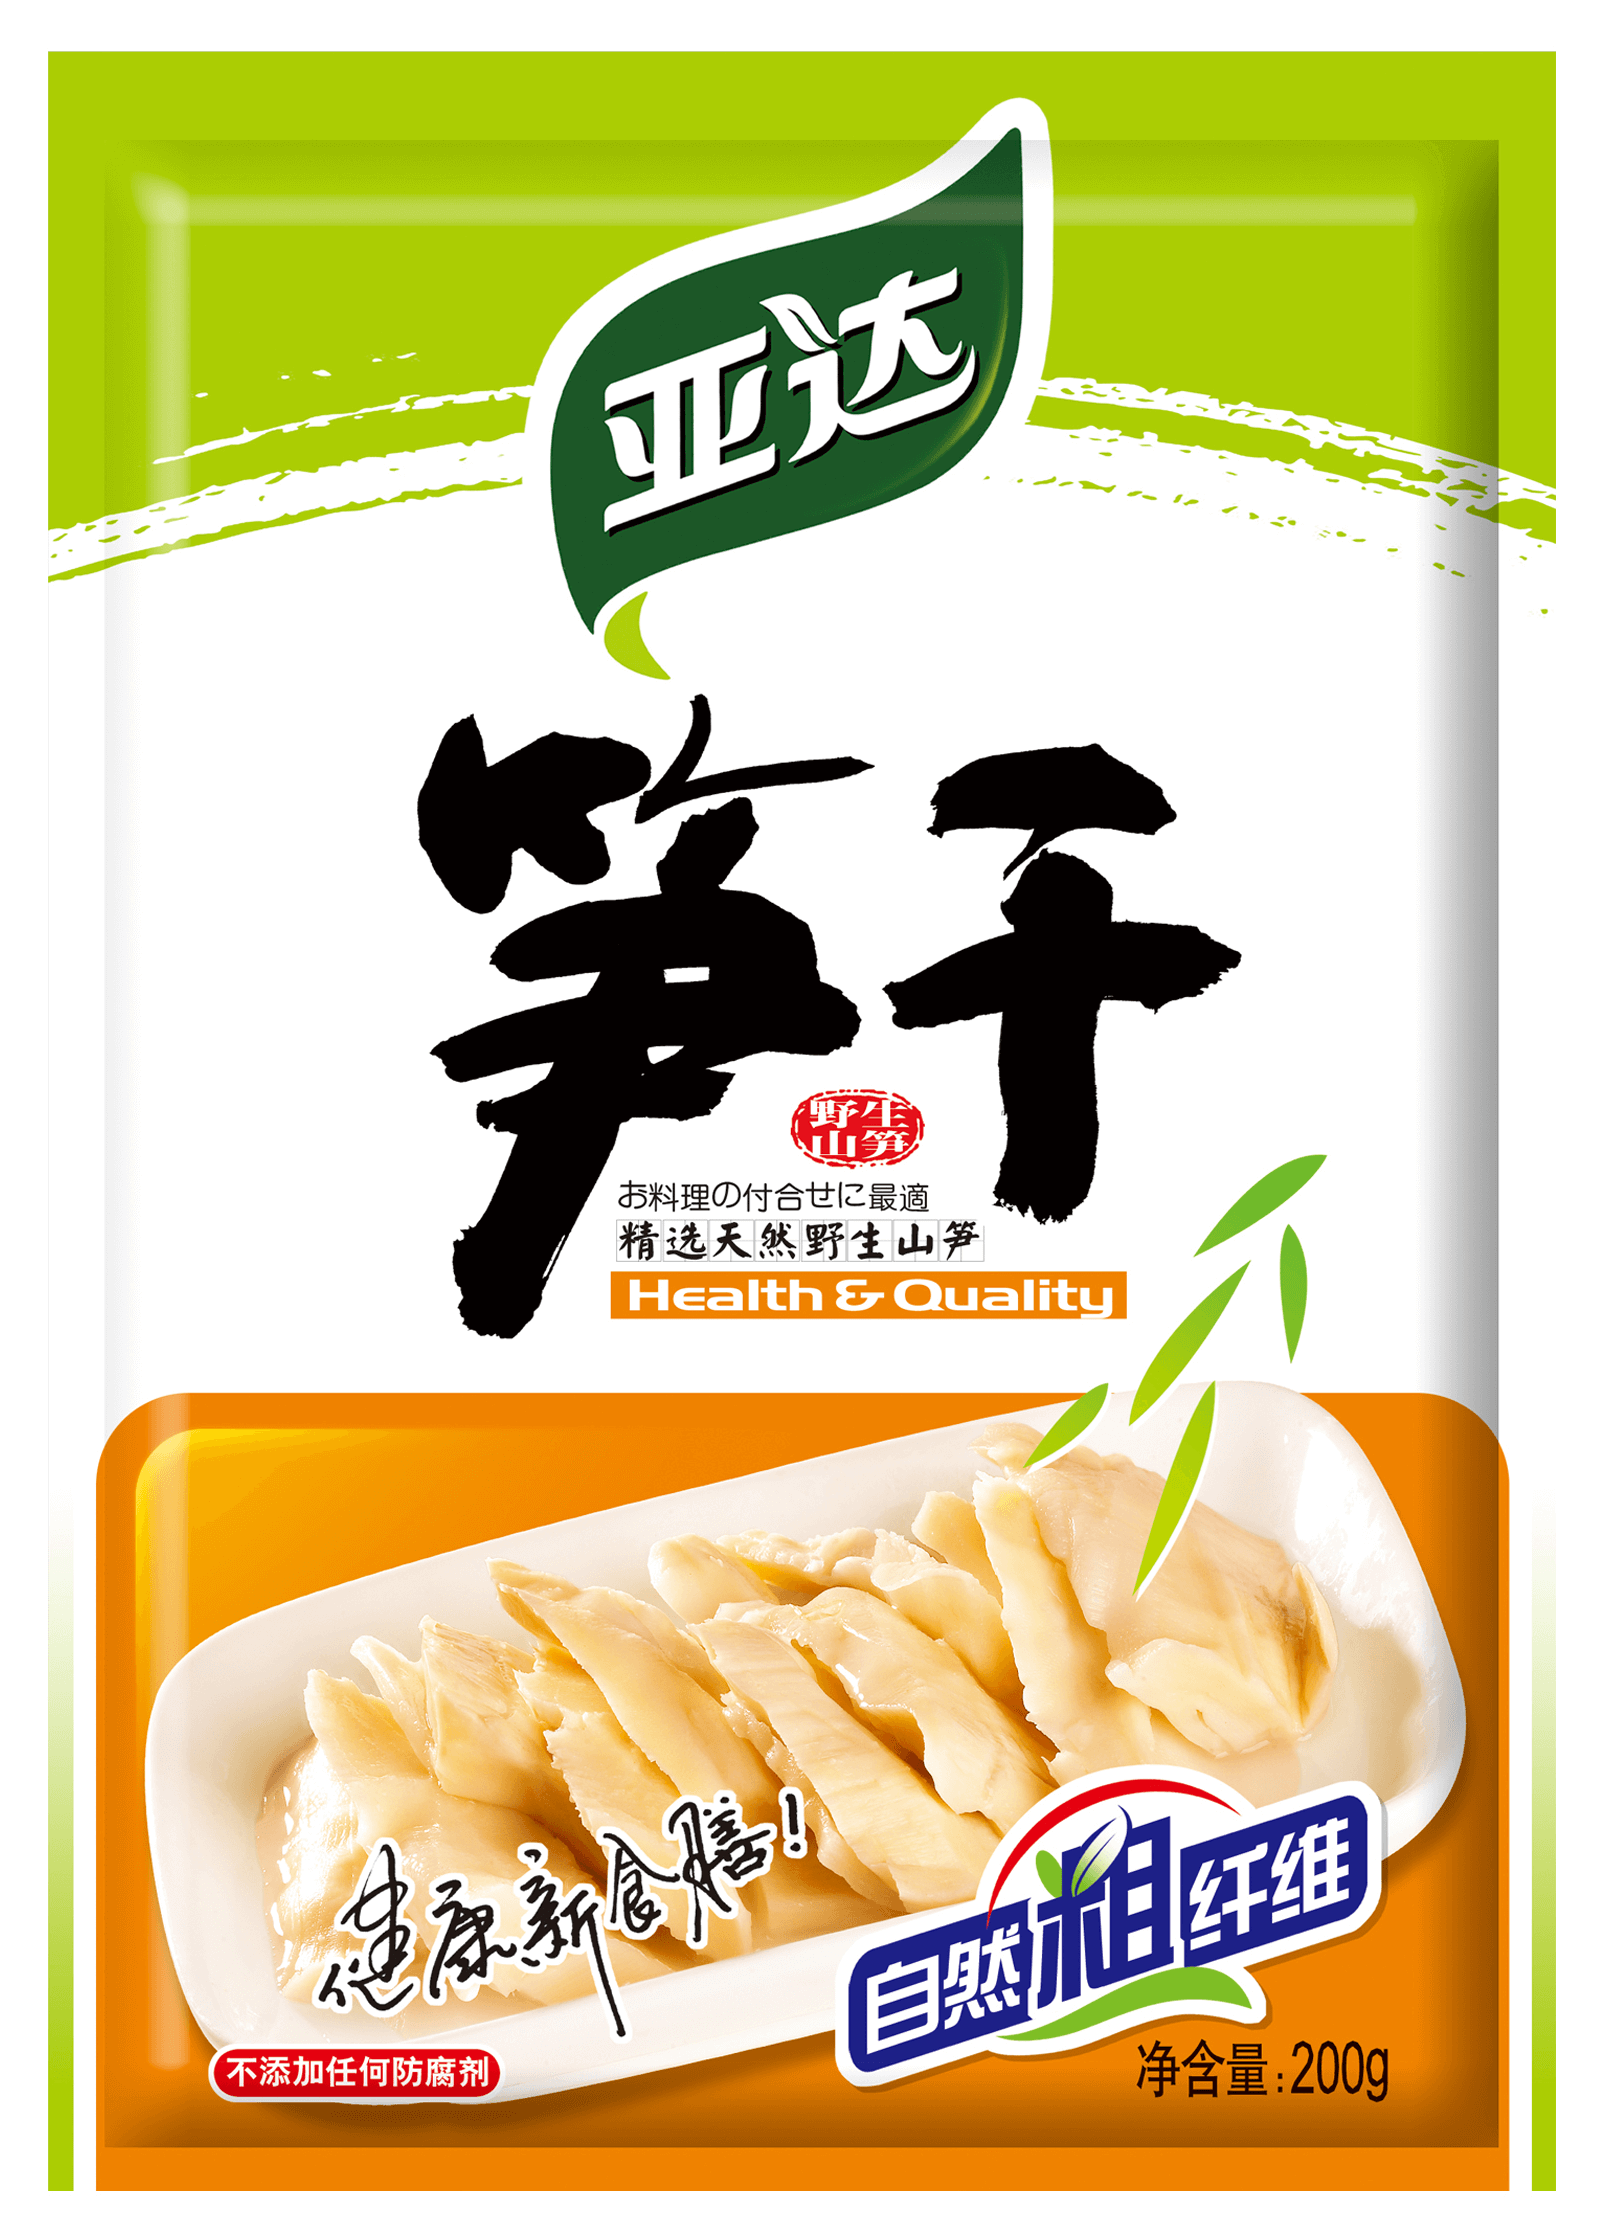 亚达
笋干
野生
山笋
お料理の付合せに最適
精选天然野生山笋
Health & Quality
健康新食膳!
自然粗纤维
不添加任何防腐剂
净含量:200g